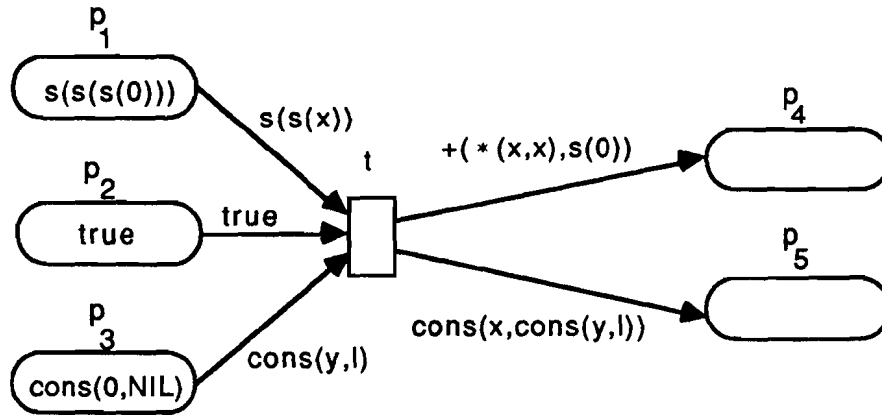 p1
s(s(s(0)))
s(s(x))
t
p2
true
true
p3
cons(0,NIL)
cons(y,l)
+( * (x,x),s(0))
p4
cons(x,cons(y,l))
p5